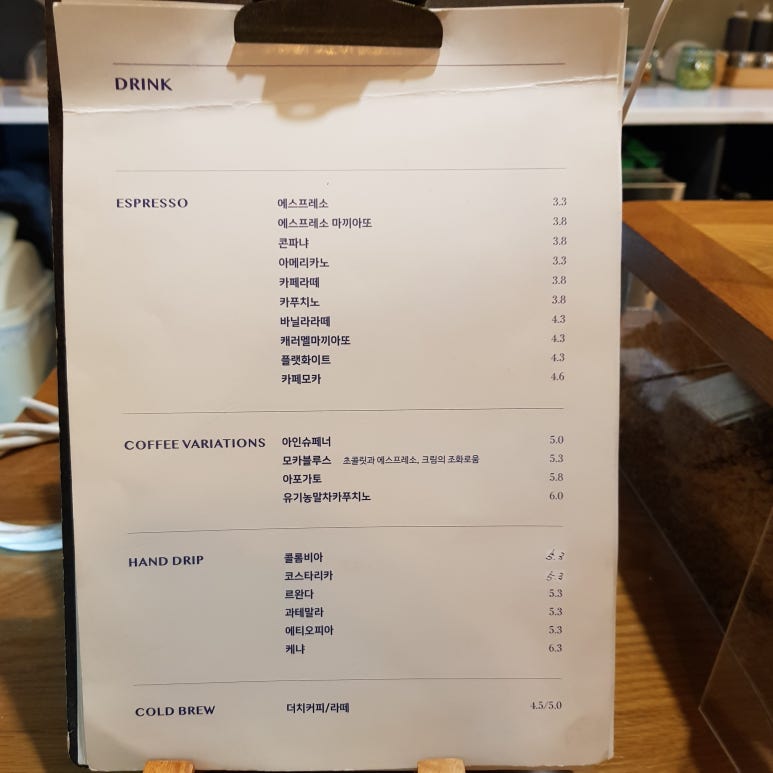 DRINK
ESPRESSO 에스프레소 3.3
에스프레소 마끼아또 3.8
콘파냐 3.8
아메리카노 3.3
카페라떼 3.8
카푸치노 3.8
바닐라라떼 4.3
캐러멜마끼아또 4.3
플랫화이트 4.3
카페모카 4.6
COFFEE VARIATIONS 아인슈페너 5.0
모카블루스 초콜릿과 에스프레소, 크림의 조화로움 5.3
아포가토 5.8
유기농말차카푸치노 6.0
HAND DRIP 콜롬비아 5.3
코스타리카 5.3
르완다 5.3
과테말라 5.3
에티오피아 5.3
케냐 6.3
COLD BREW 더치커피/라떼 4.5/5.0